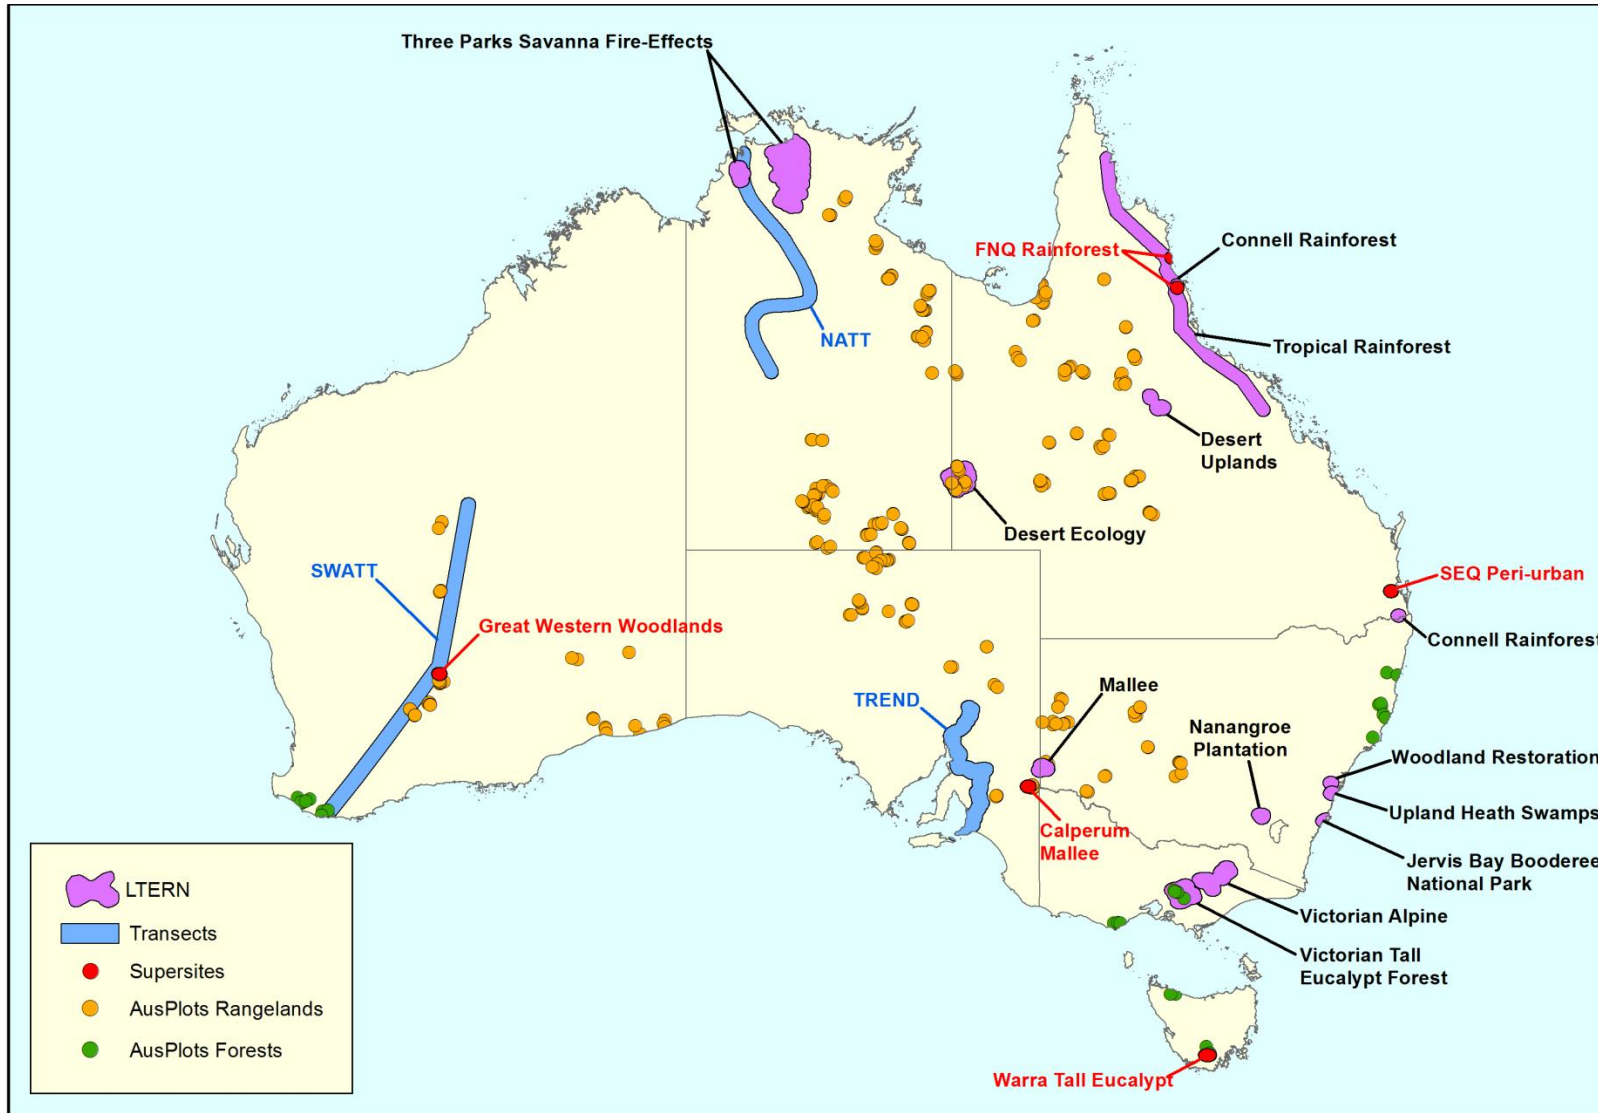 Three Parks Savanna Fire-Effects
Connell Rainforest
FNQ Rainforest
NATT
Tropical Rainforest
Desert
Uplands
Desert Ecology
SWATT
SEQ Peri-urban
Great Western Woodlands
Connell Rainforest
Mallee
TREND
Nanangroe
Plantation
Woodland Restoration
Upland Heath Swamps
Calperum
Mallee
Jervis Bay Booderee
National Park
Victorian Alpine
Victorian Tall
Eucalypt Forest
Warra Tall Eucalypt
LTERN
Transects
Supersites
AusPlots Rangelands
AusPlots Forests